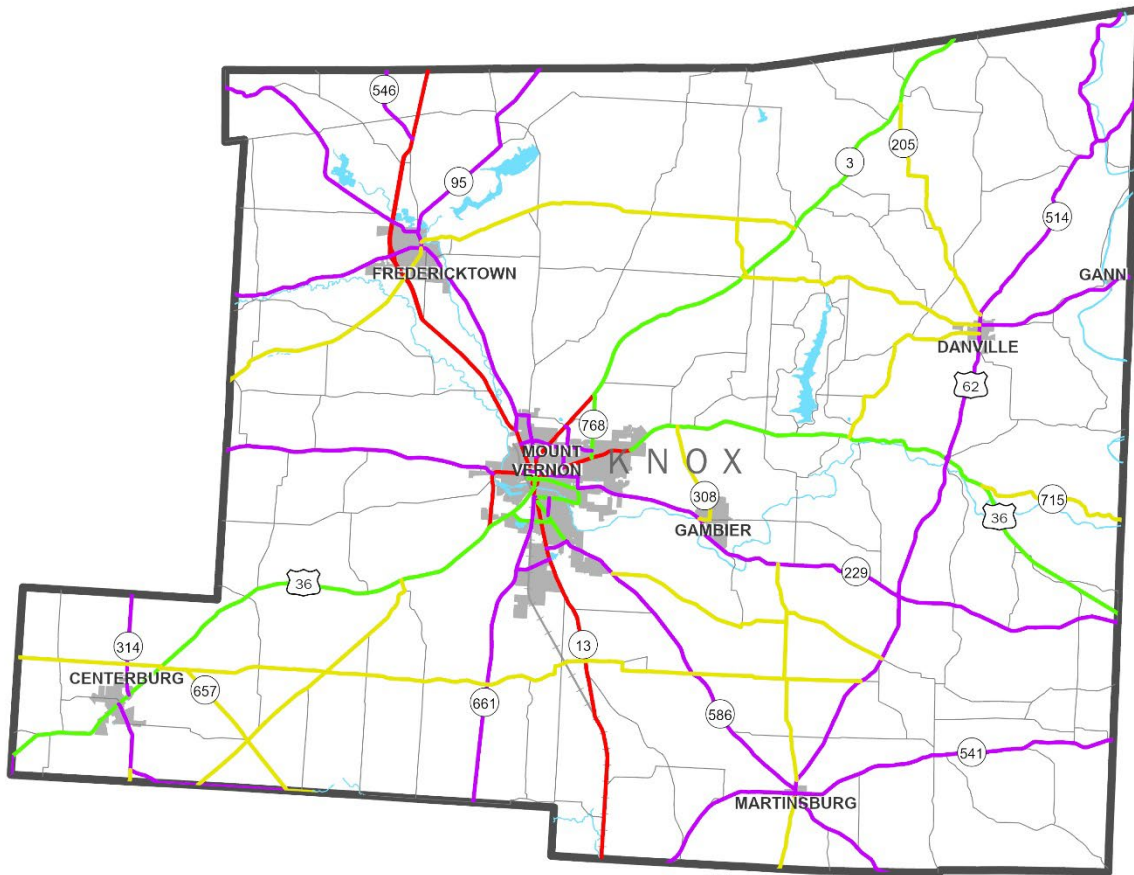 546
95
3
205
514
FREDERICKTOWN
GANN
DANVILLE
62
768
MOUNT
VERNON
KNOX
308
GAMBIER
715
36
36
229
314
13
CENTERBURG
657
661
586
541
MARTINSBURG